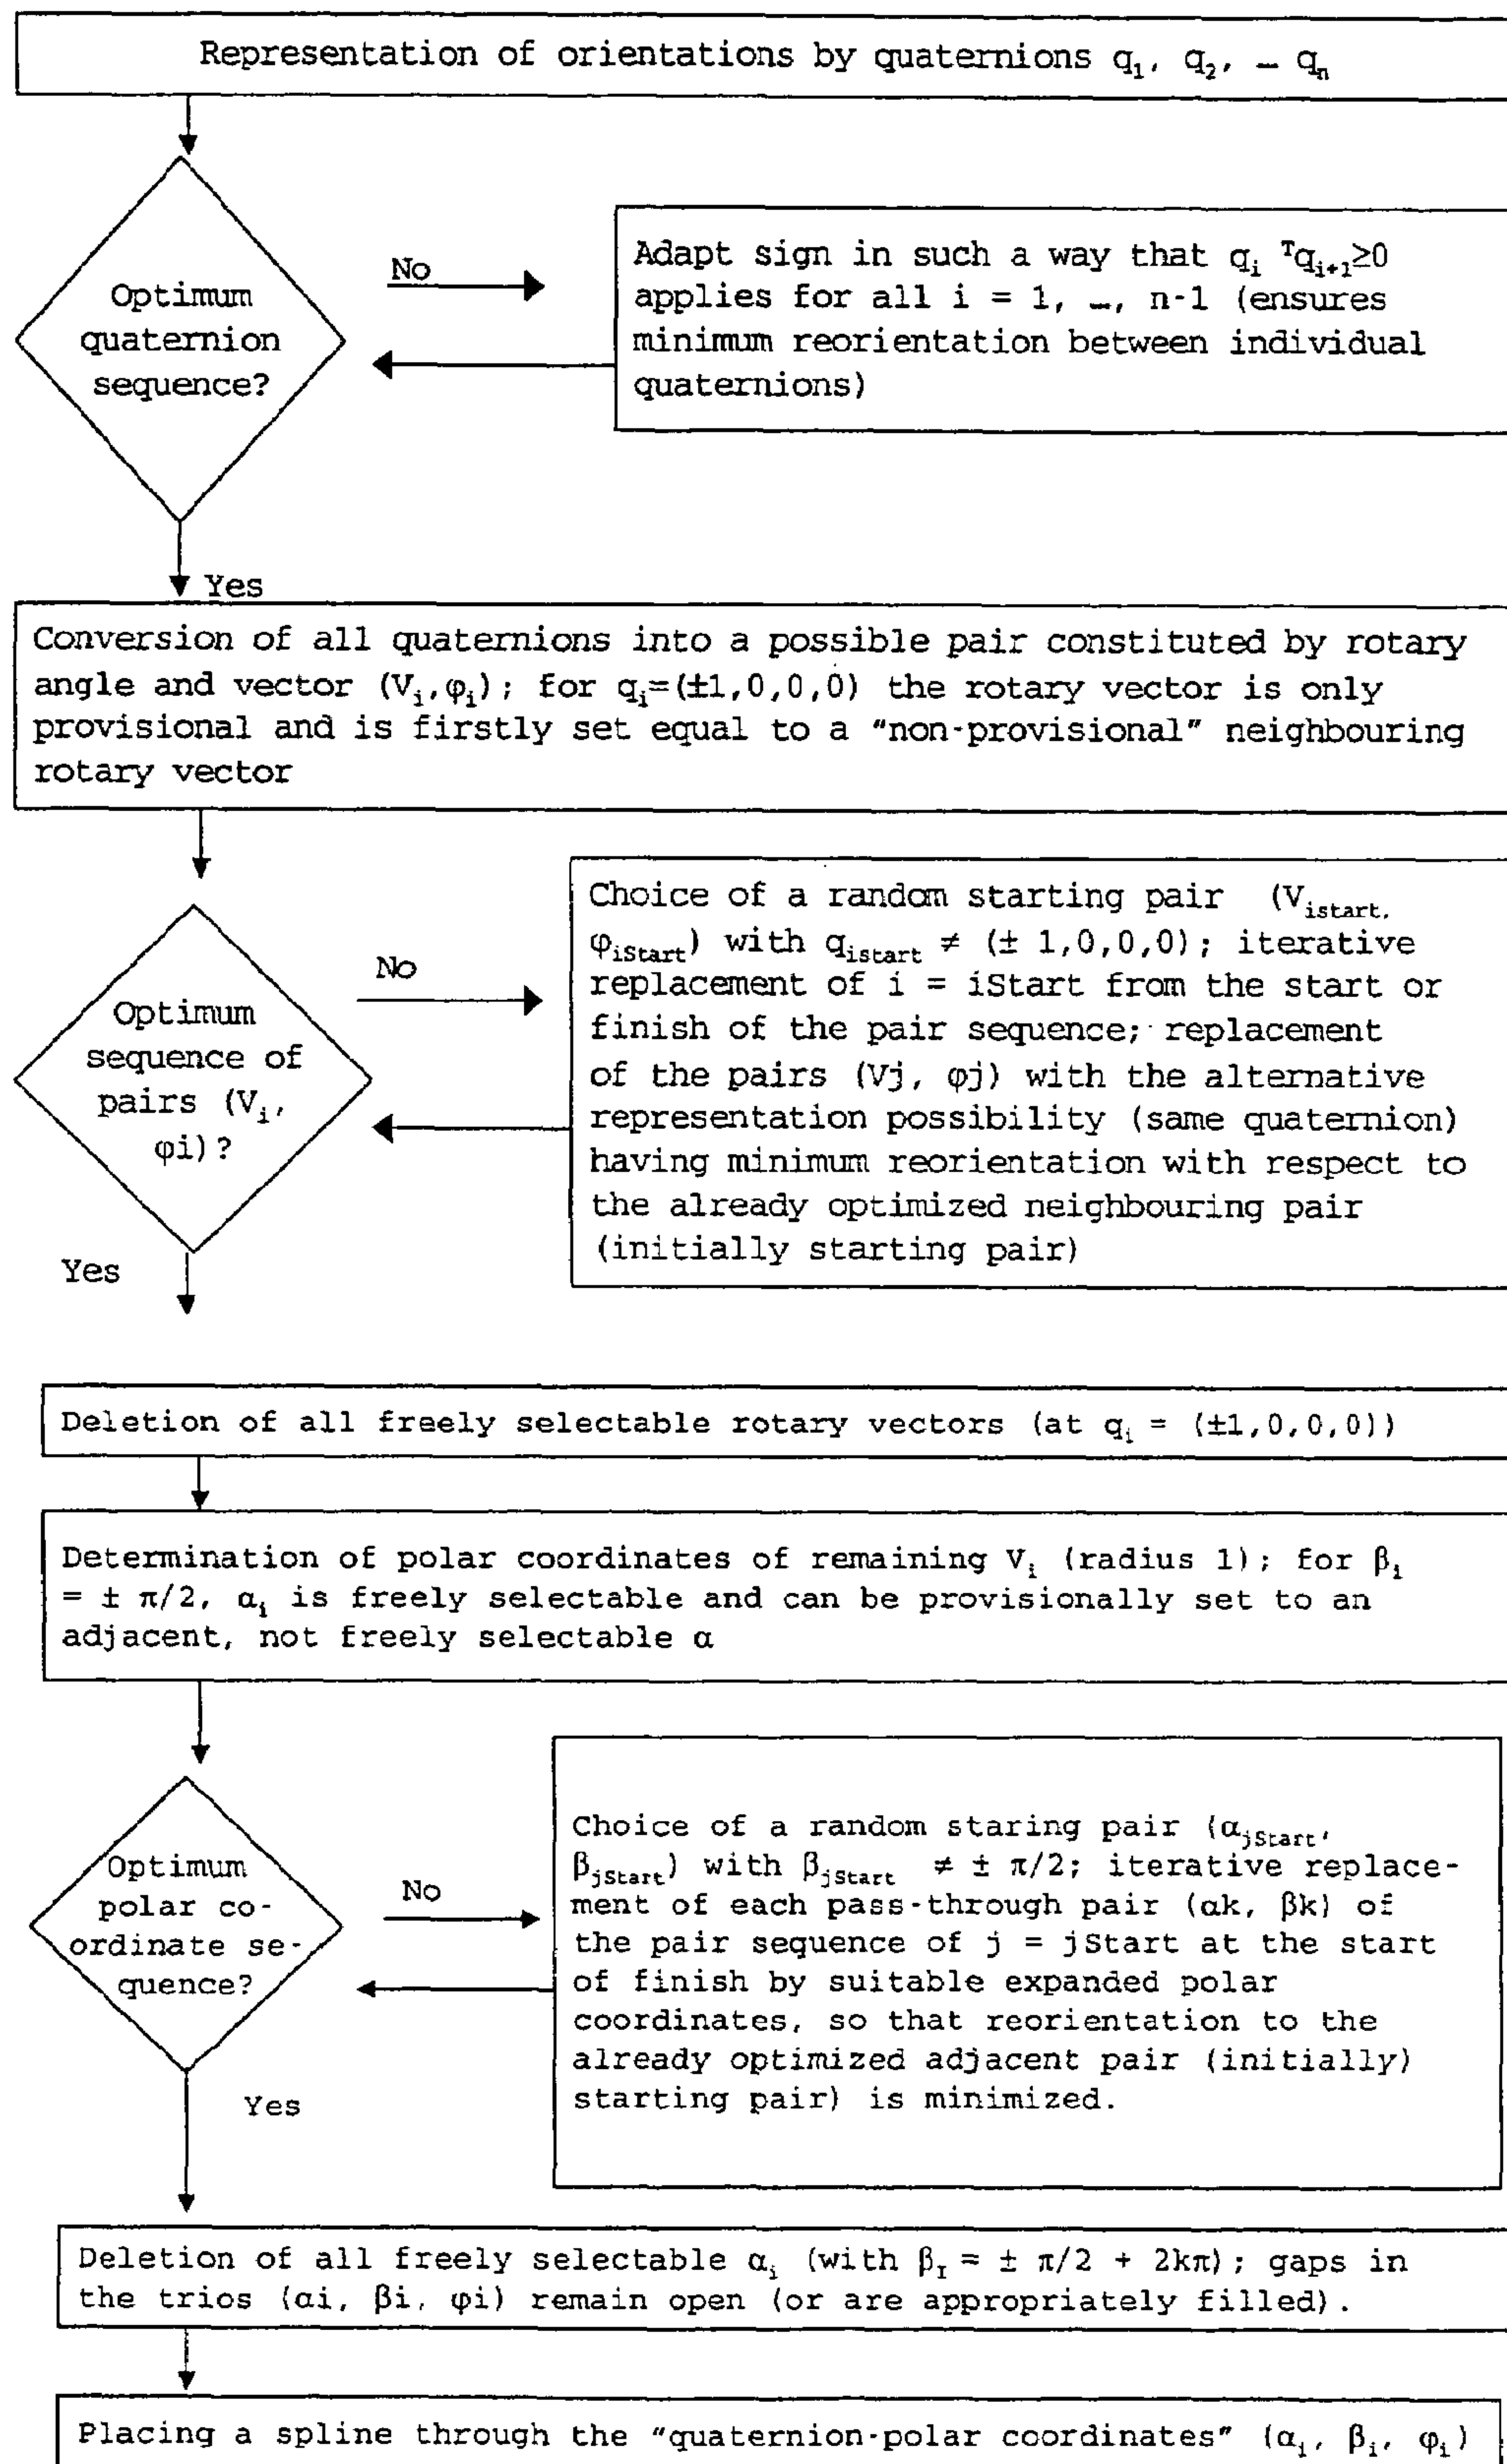 Representation of orientations by quaternions q₁, q₂, … qₙ
Optimum
quaternion
sequence?
No
Adapt sign in such a way that qᵢ ᵀqᵢ₊₁≥0
applies for all i = 1, …, n-1 (ensures
minimum reorientation between individual
quaternions)
Yes
Conversion of all quaternions into a possible pair constituted by rotary
angle and vector (Vᵢ,φᵢ); for qᵢ=(±1,0,0,0) the rotary vector is only
provisional and is firstly set equal to a "non-provisional" neighbouring
rotary vector
Optimum
sequence of
pairs (Vᵢ,
φi)?
No
Choice of a random starting pair (V_istart,
φ_iStart) with q_istart ≠ (± 1,0,0,0); iterative
replacement of i = iStart from the start or
finish of the pair sequence; replacement
of the pairs (Vj, φj) with the alternative
representation possibility (same quaternion)
having minimum reorientation with respect to
the already optimized neighbouring pair
(initially starting pair)
Yes
Deletion of all freely selectable rotary vectors (at qᵢ = (±1,0,0,0))
Determination of polar coordinates of remaining Vᵢ (radius 1); for βᵢ
= ± π/2, αᵢ is freely selectable and can be provisionally set to an
adjacent, not freely selectable α
Optimum
polar co-
ordinate se-
quence?
No
Choice of a random staring pair (α_jStart,
β_jStart) with β_jStart ≠ ± π/2; iterative replace-
ment of each pass-through pair (αk, βk) of
the pair sequence of j = jStart at the start
of finish by suitable expanded polar
coordinates, so that reorientation to the
already optimized adjacent pair (initially)
starting pair) is minimized.
Yes
Deletion of all freely selectable αᵢ (with β_I = ± π/2 + 2kπ); gaps in
the trios (αi, βi, φi) remain open (or are appropriately filled).
Placing a spline through the "quaternion-polar coordinates" (αᵢ, βᵢ, φᵢ)